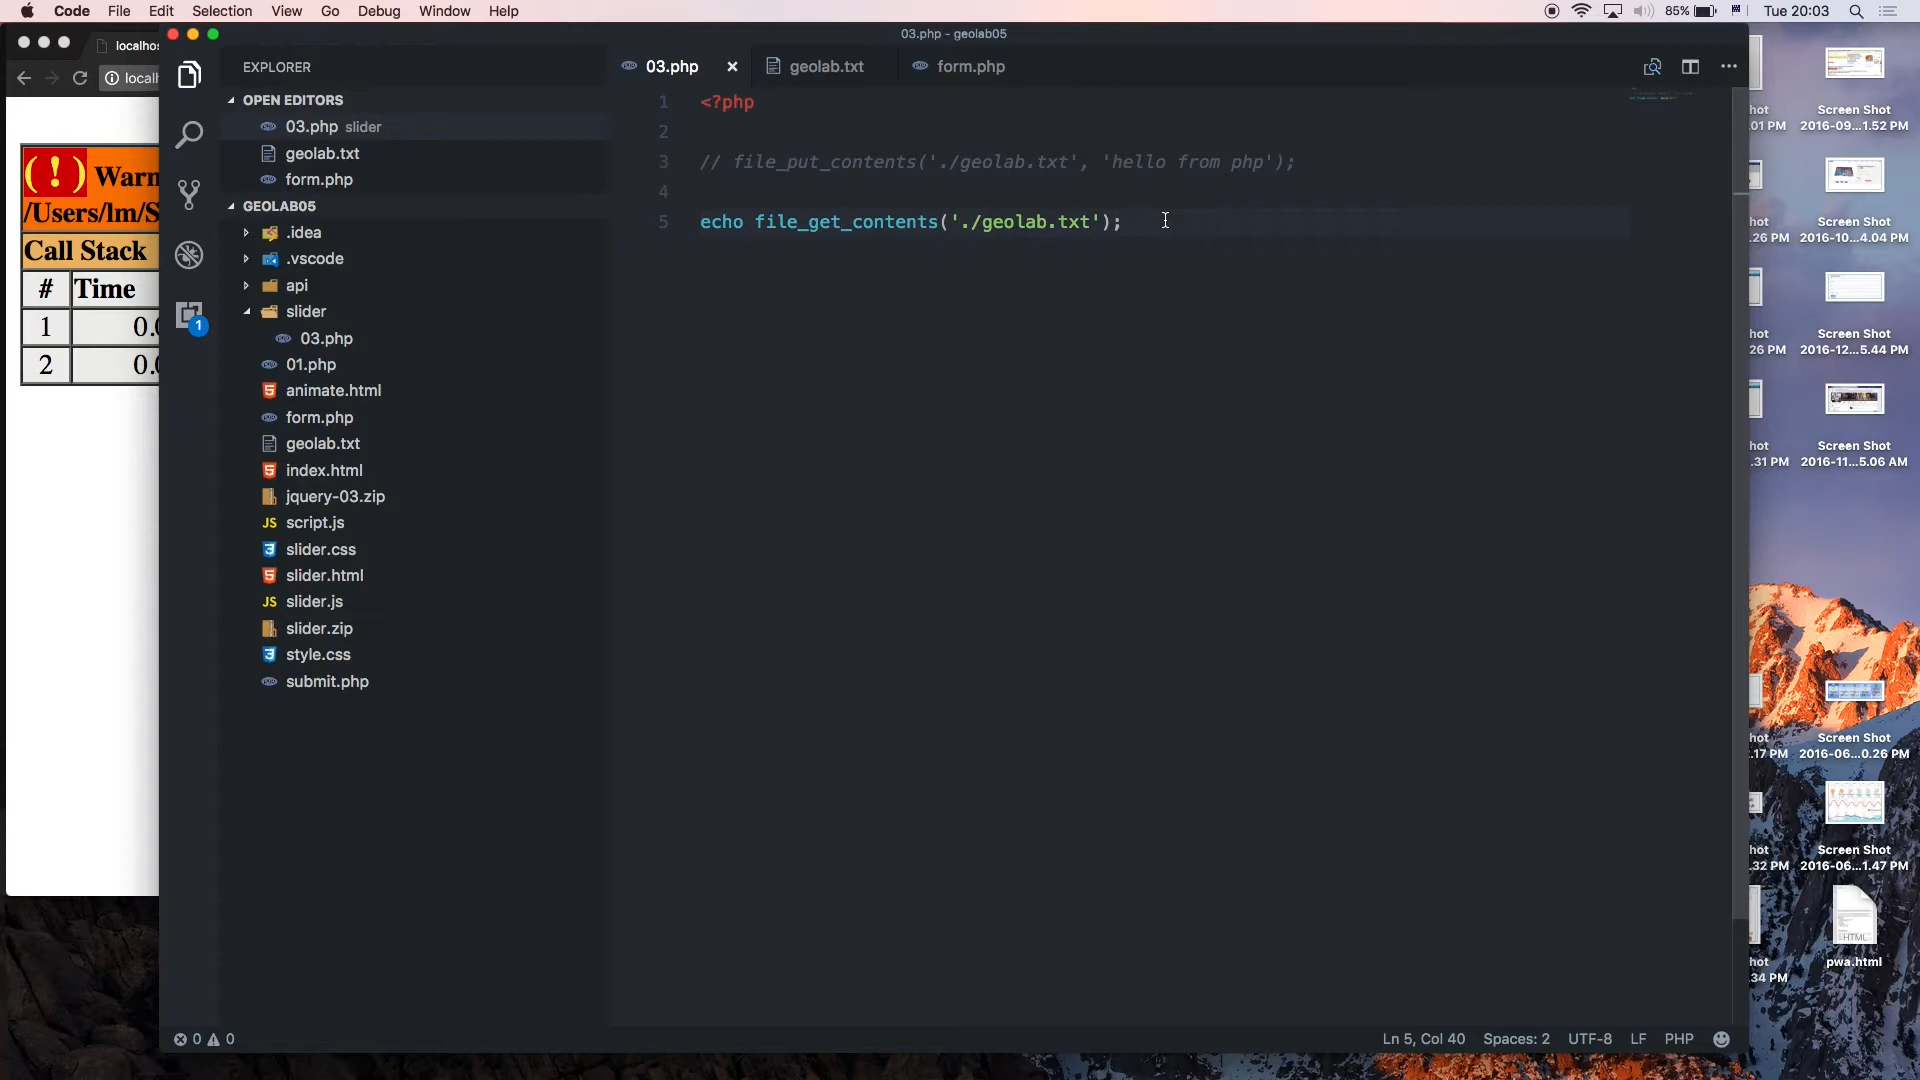 Code File Edit Selection View Go Debug Window Help
85% Tue 20:03
localhos
locall
( ! ) Warn
/Users/lm/S
Call Stack
# Time
1 0.0
2 0.0
03.php - geolab05
EXPLORER
OPEN EDITORS
03.php slider
geolab.txt
form.php
GEOLAB05
.idea
.vscode
api
slider
03.php
01.php
animate.html
form.php
geolab.txt
index.html
jquery-03.zip
script.js
slider.css
slider.html
slider.js
slider.zip
style.css
submit.php
1
03.php geolab.txt form.php
1 <?php
2
3 // file_put_contents('./geolab.txt', 'hello from php');
4
5 echo file_get_contents('./geolab.txt');
0 0
Ln 5, Col 40 Spaces: 2 UTF-8 LF PHP
hot
.01 PM
Screen Shot
2016-09...1.52 PM
hot
.26 PM
Screen Shot
2016-10...4.04 PM
hot
26 PM
Screen Shot
2016-12...5.44 PM
hot
.31 PM
Screen Shot
2016-11...5.06 AM
hot
.17 PM
Screen Shot
2016-06...0.26 PM
hot
.32 PM
Screen Shot
2016-06...1.47 PM
hot
.34 PM
HTML
pwa.html